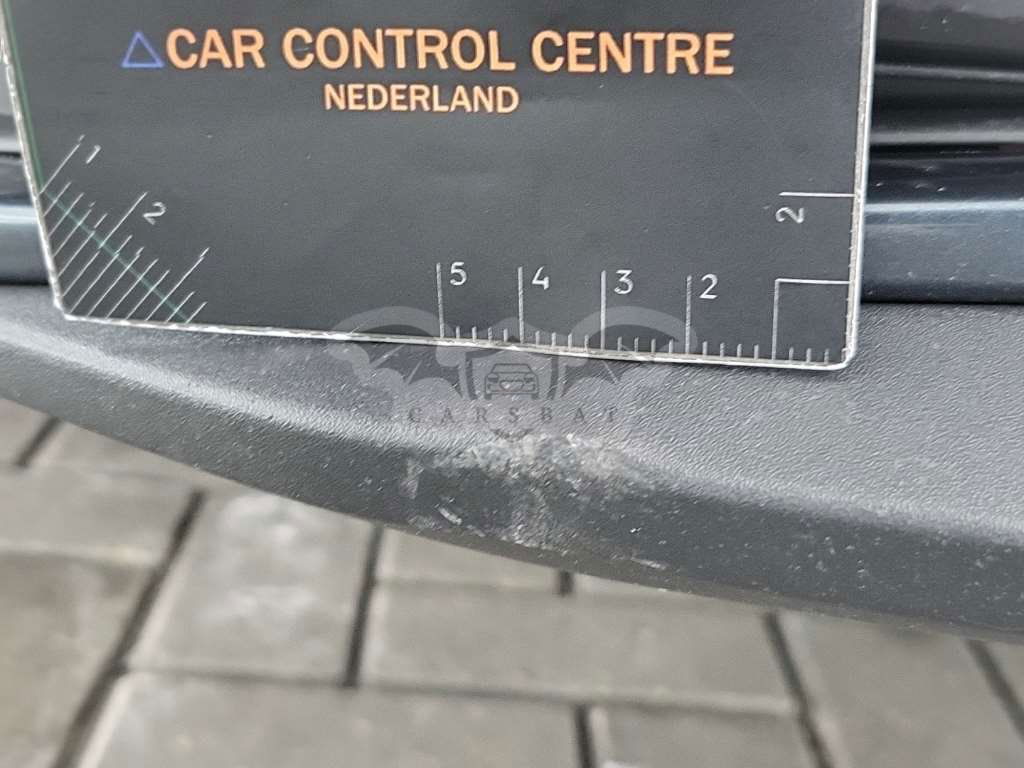 CAR CONTROL CENTRE
NEDERLAND
1
2
2
5 4 3 2
CARSBAT